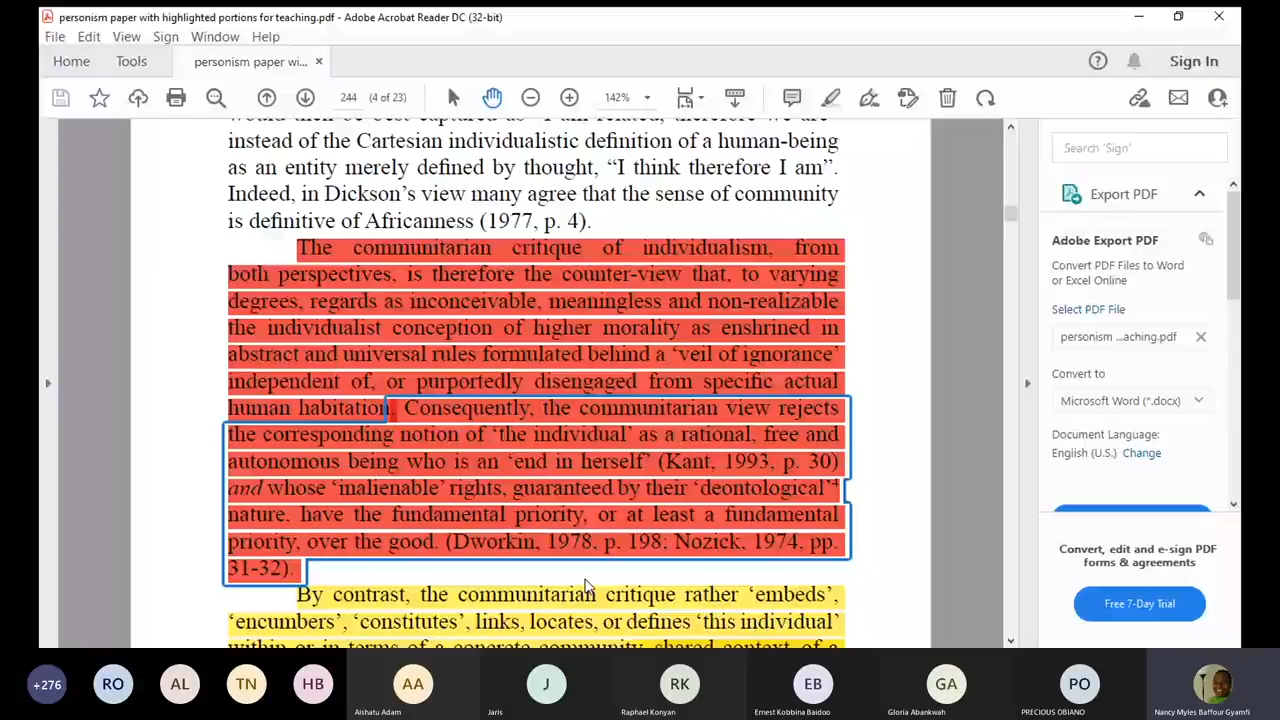 personism paper with highlighted portions for teaching.pdf - Adobe Acrobat Reader DC (32-bit)
File Edit View Sign Window Help
Home Tools personism paper wi... Sign In
244 (4 of 23) 142%
instead of the Cartesian individualistic definition of a human-being
as an entity merely defined by thought, “I think therefore I am”.
Indeed, in Dickson’s view many agree that the sense of community
is definitive of Africanness (1977, p. 4).
The communitarian critique of individualism, from
both perspectives, is therefore the counter-view that, to varying
degrees, regards as inconceivable, meaningless and non-realizable
the individualist conception of higher morality as enshrined in
abstract and universal rules formulated behind a ‘veil of ignorance’
independent of, or purportedly disengaged from specific actual
human habitation. Consequently, the communitarian view rejects
the corresponding notion of ‘the individual’ as a rational, free and
autonomous being who is an ‘end in herself’ (Kant, 1993, p. 30)
and whose ‘inalienable’ rights, guaranteed by their ‘deontological’4
nature, have the fundamental priority, or at least a fundamental
priority, over the good. (Dworkin, 1978, p. 198; Nozick, 1974, pp.
31-32).
By contrast, the communitarian critique rather ‘embeds’,
‘encumbers’, ‘constitutes’, links, locates, or defines ‘this individual’
Search 'Sign'
Export PDF
Adobe Export PDF
Convert PDF Files to Word
or Excel Online
Select PDF File
personism ...aching.pdf
Convert to
Microsoft Word (*.docx)
Document Language:
English (U.S.) Change
Convert, edit and e-sign PDF
forms & agreements
Free 7-Day Trial
+276 RO AL TN HB AA J RK EB GA PO
Aishatu Adam Jaris Raphael Konyan Ernest Kobbina Baidoo Gloria Abankwah PRECIOUS OBIANO Nancy Myles Baffour Gyamfi